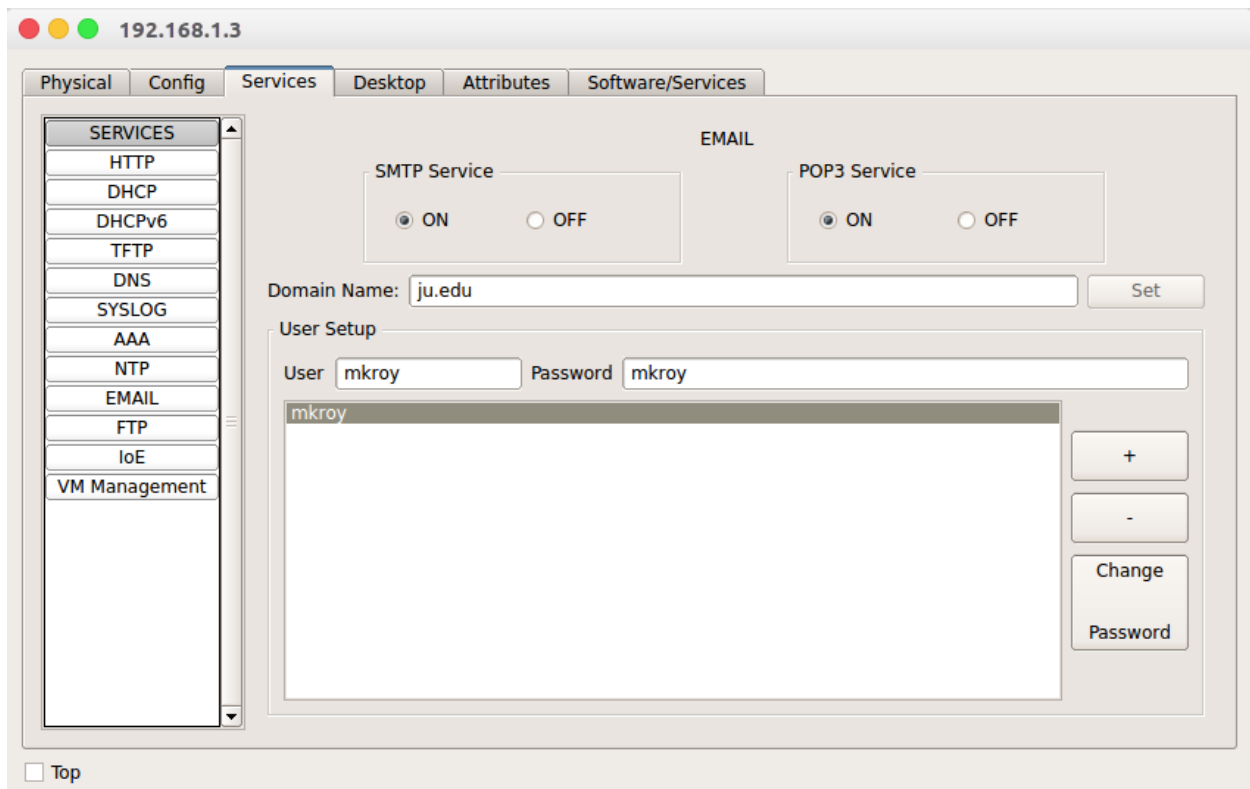 192.168.1.3
Physical Config Services Desktop Attributes Software/Services
SERVICES
HTTP
DHCP
DHCPv6
TFTP
DNS
SYSLOG
AAA
NTP
EMAIL
FTP
IoE
VM Management
EMAIL
SMTP Service
ON OFF
POP3 Service
ON OFF
Domain Name: ju.edu Set
User Setup
User mkroy Password mkroy
mkroy
+
-
Change
Password
Top